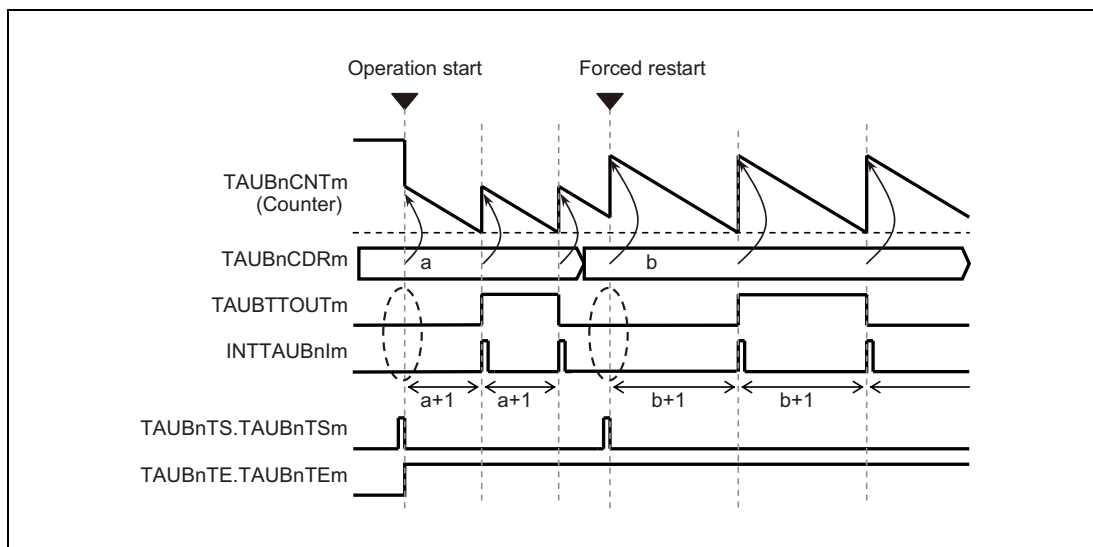 Operation start
Forced restart
TAUBnCNTm
(Counter)
TAUBnCDRm
a
b
TAUBTTOUTm
INTTAUBnIm
a+1
a+1
b+1
b+1
TAUBnTS.TAUBnTSm
TAUBnTE.TAUBnTEm